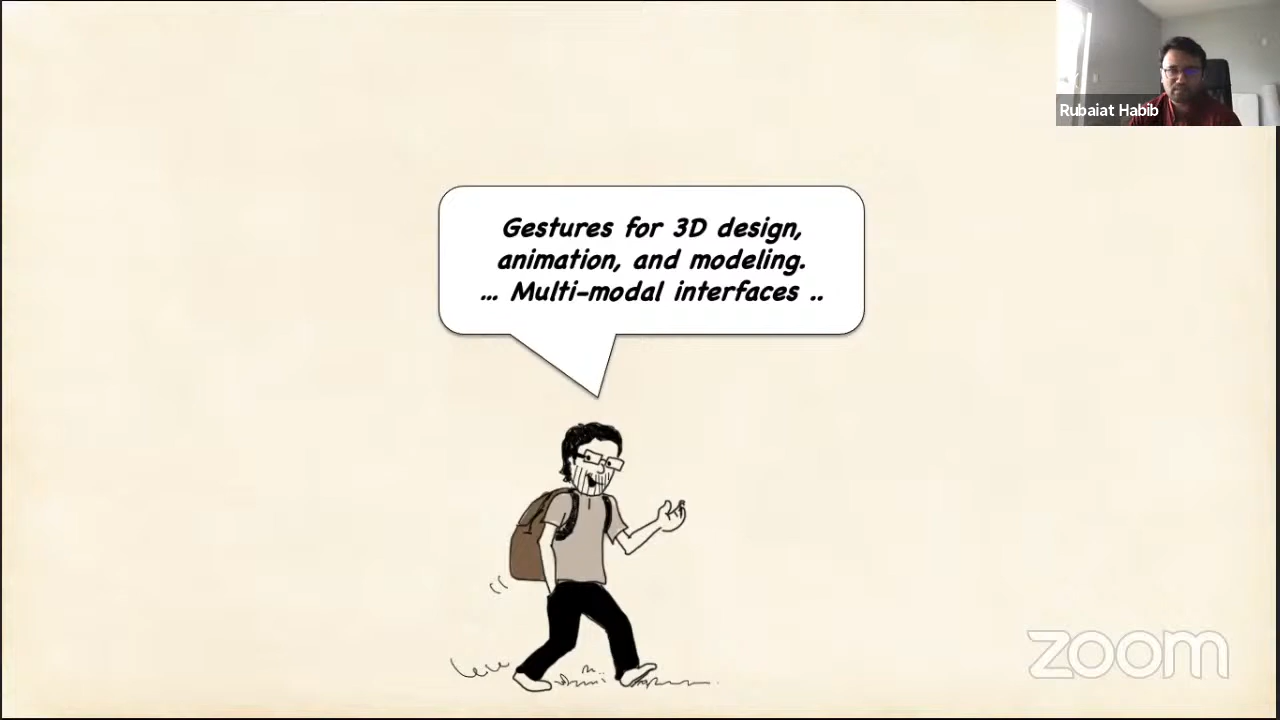 Rubaiat Habib
Gestures for 3D design,
animation, and modeling.
... Multi-modal interfaces ..
zoom